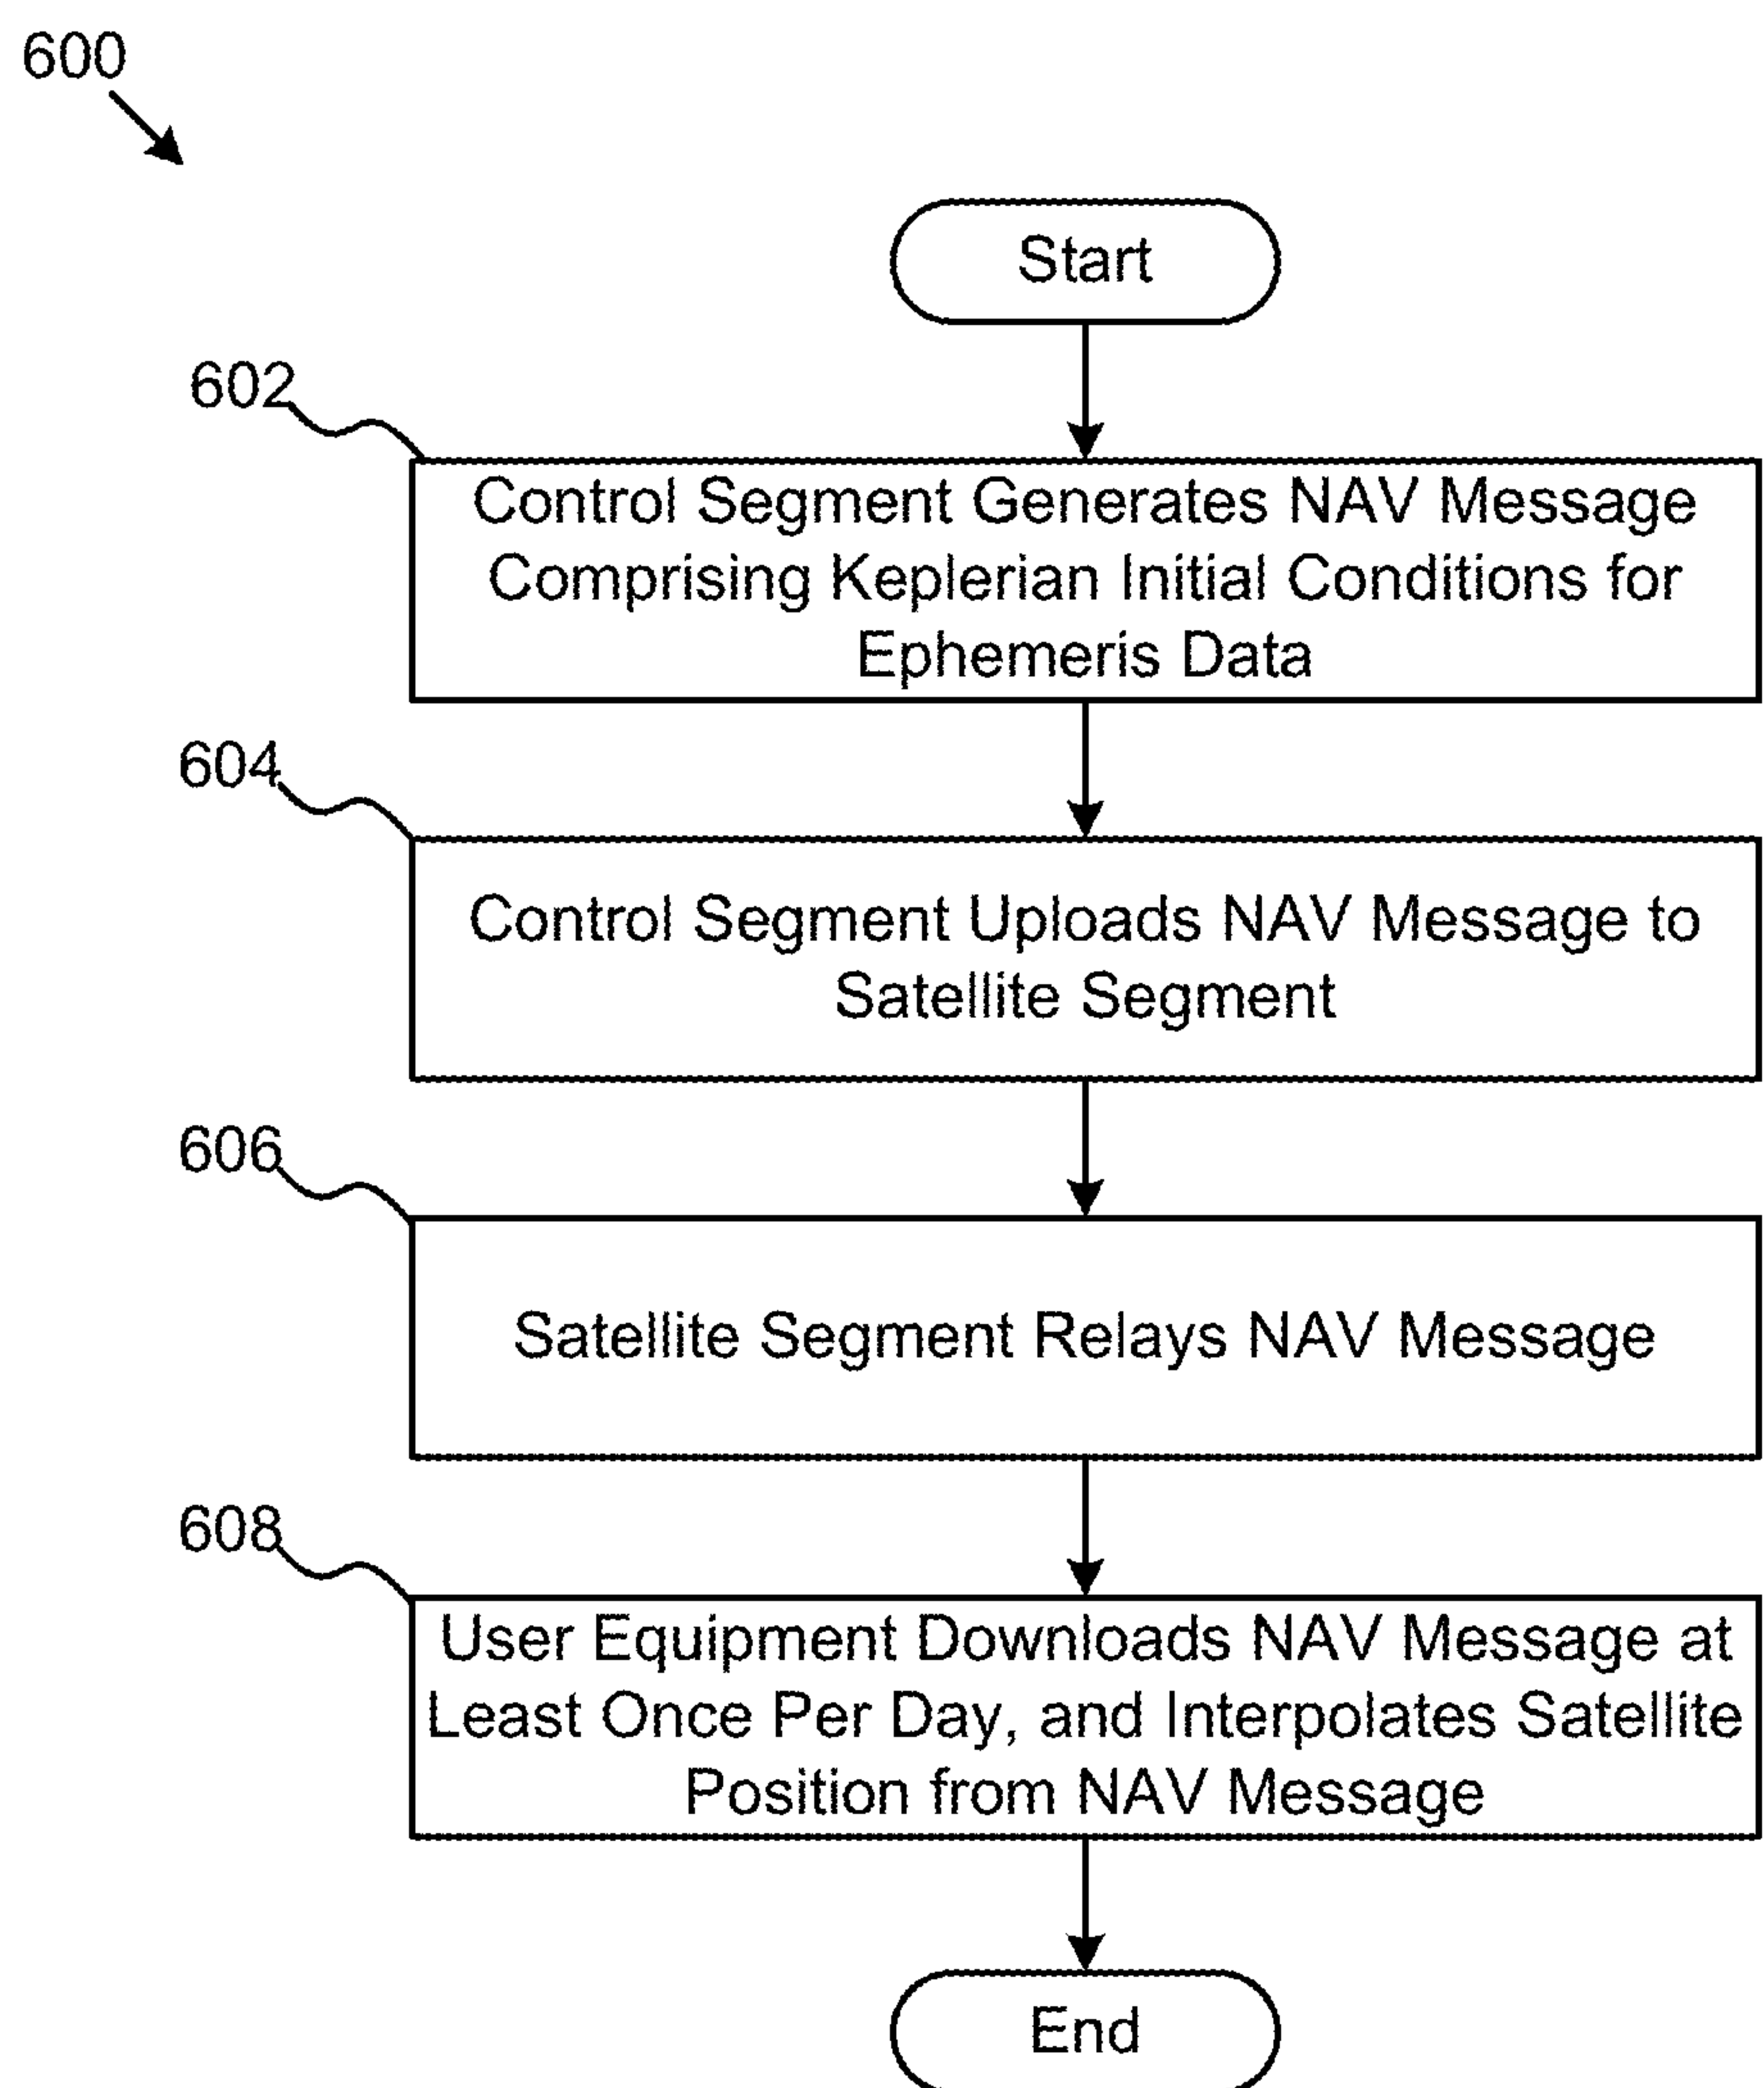 600
Start
602
Control Segment Generates NAV Message
Comprising Keplerian Initial Conditions for
Ephemeris Data
604
Control Segment Uploads NAV Message to
Satellite Segment
606
Satellite Segment Relays NAV Message
608
User Equipment Downloads NAV Message at
Least Once Per Day, and Interpolates Satellite
Position from NAV Message
End